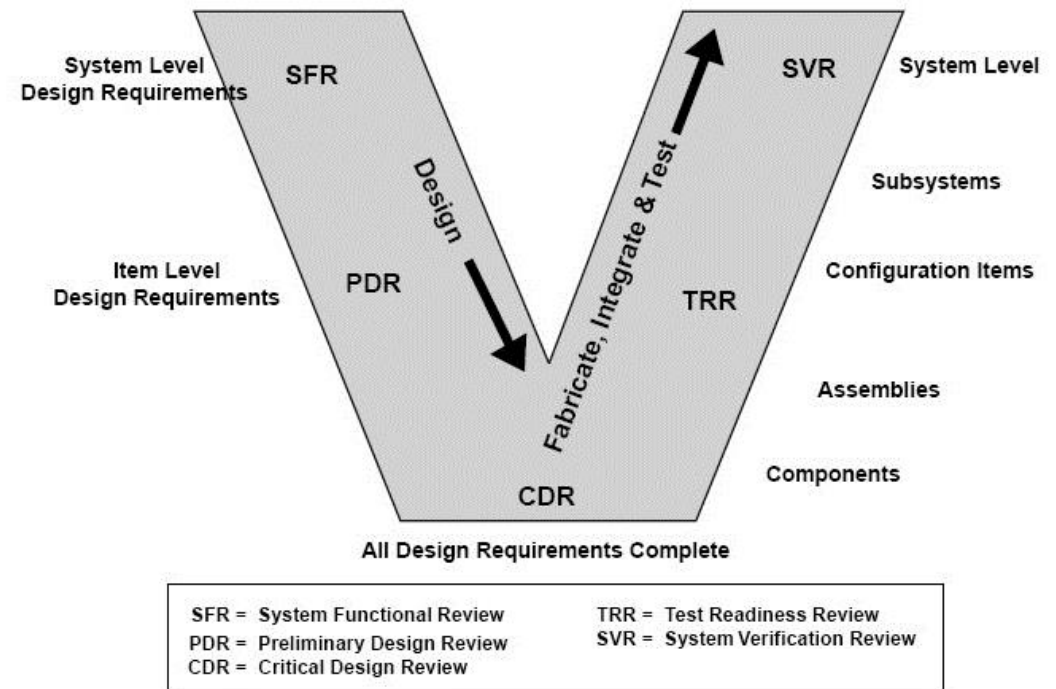 System Level
Design Requirements
SFR
SVR
System Level
Design
Fabricate, Integrate & Test
Subsystems
Item Level
Design Requirements
PDR
TRR
Configuration Items
Assemblies
Components
CDR
All Design Requirements Complete
SFR = System Functional Review
PDR = Preliminary Design Review
CDR = Critical Design Review
TRR = Test Readiness Review
SVR = System Verification Review